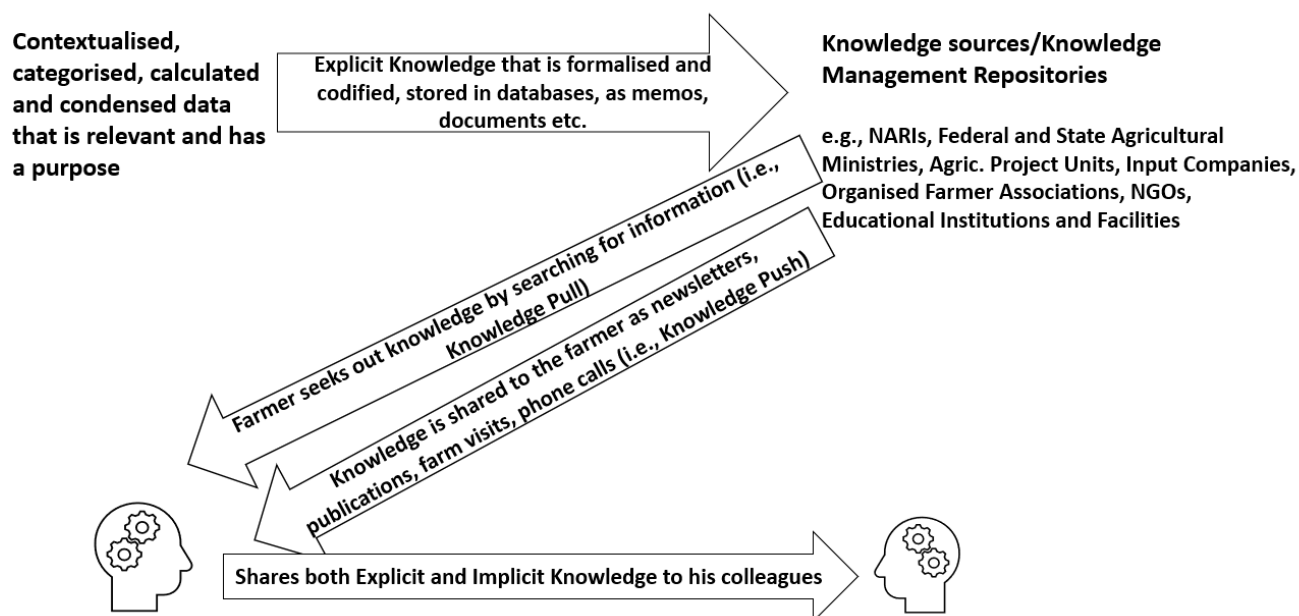 Contextualised,
categorised, calculated
and condensed data
that is relevant and has
a purpose
Explicit Knowledge that is formalised and
codified, stored in databases, as memos,
documents etc.
Knowledge sources/Knowledge
Management Repositories
e.g., NARIs, Federal and State Agricultural
Ministries, Agric. Project Units, Input Companies,
Organised Farmer Associations, NGOs,
Educational Institutions and Facilities
Farmer seeks out knowledge by searching for information (i.e.,
Knowledge Pull)
Knowledge is shared to the farmer as newsletters,
publications, farm visits, phone calls (i.e., Knowledge Push)
Shares both Explicit and Implicit Knowledge to his colleagues